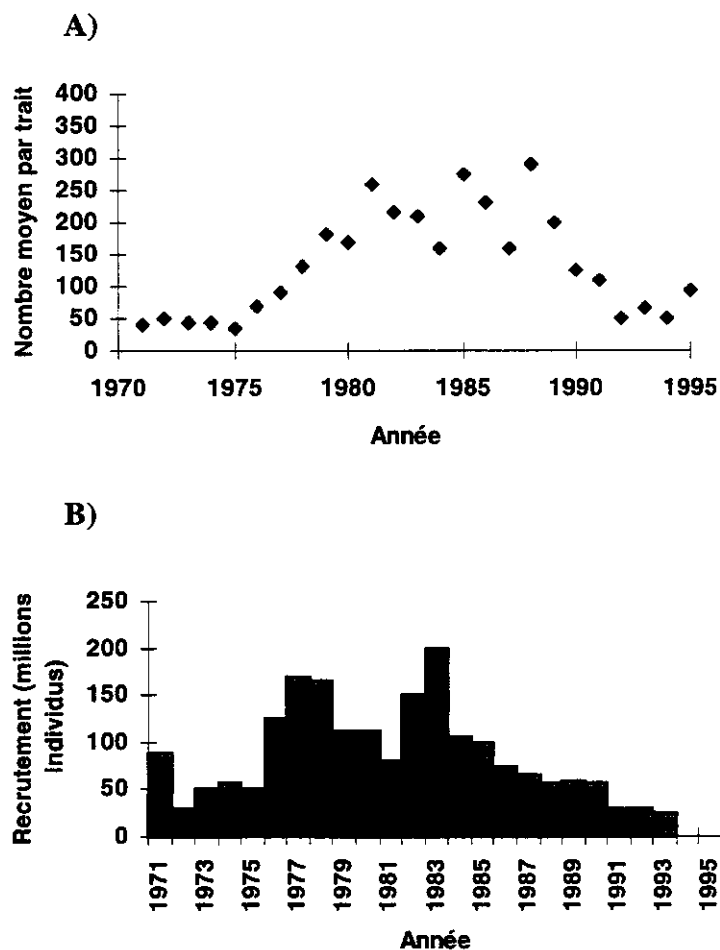 A)
Nombre moyen par trait
400
350
300
250
200
150
100
50
0
1970 1975 1980 1985 1990 1995
Année
B)
Recrutement (millions
Individus)
250
200
150
100
50
0
1971 1973 1975 1977 1979 1981 1983 1985 1987 1989 1991 1993 1995
Année